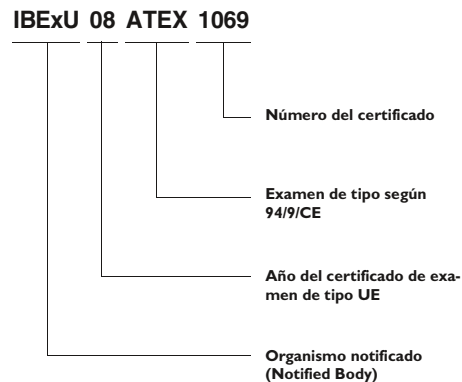 IBExU 08 ATEX 1069
Número del certificado
Examen de tipo según
94/9/CE
Año del certificado de exa-
men de tipo UE
Organismo notificado
(Notified Body)